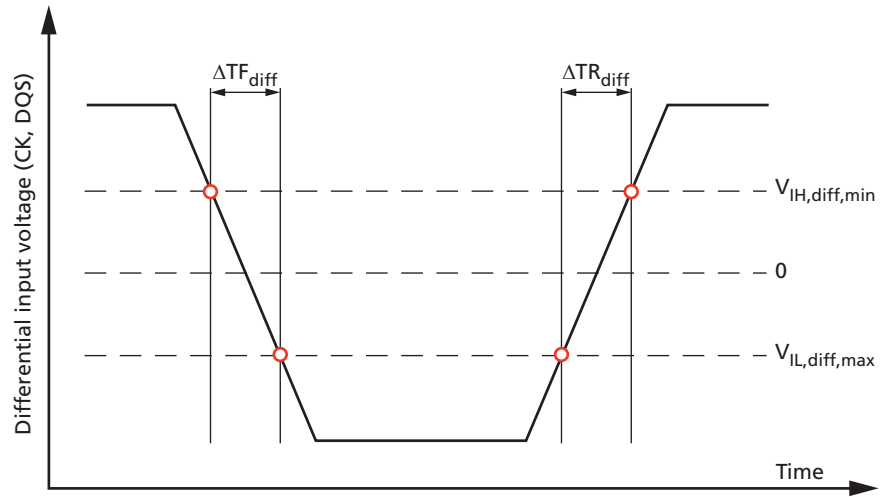 ΔTFdiff
ΔTRdiff
Differential input voltage (CK, DQS)
VIH,diff,min
0
VIL,diff,max
Time